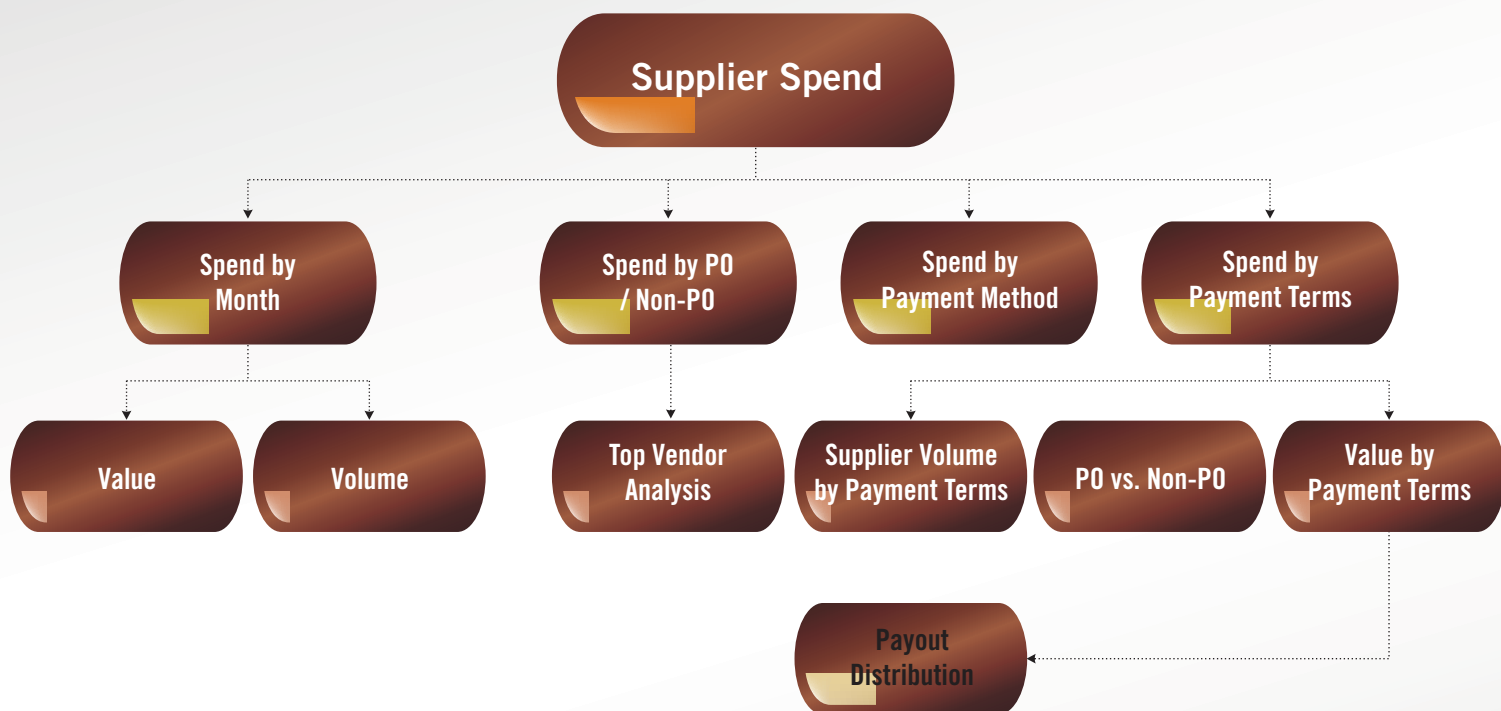 Supplier Spend
Spend by
Month
Spend by PO
/ Non-PO
Spend by
Payment Method
Spend by
Payment Terms
Value
Volume
Top Vendor
Analysis
Supplier Volume
by Payment Terms
PO vs. Non-PO
Value by
Payment Terms
Payout
Distribution